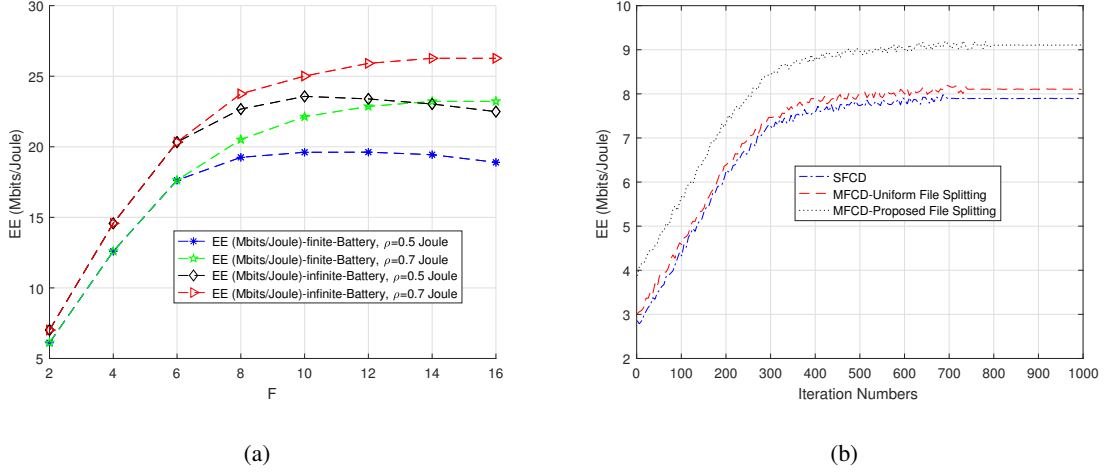 30
25
20
15
10
5
EE (Mbits/Joule)
EE (Mbits/Joule)-finite-Battery, ρ=0.5 Joule
EE (Mbits/Joule)-finite-Battery, ρ=0.7 Joule
EE (Mbits/Joule)-infinite-Battery, ρ=0.5 Joule
EE (Mbits/Joule)-infinite-Battery, ρ=0.7 Joule
2 4 6 8 10 12 14 16
F
(a)
10
9
8
7
6
5
4
3
2
EE (Mbits/Joule)
SFCD
MFCD-Uniform File Splitting
MFCD-Proposed File Splitting
0 100 200 300 400 500 600 700 800 900 1000
Iteration Numbers
(b)